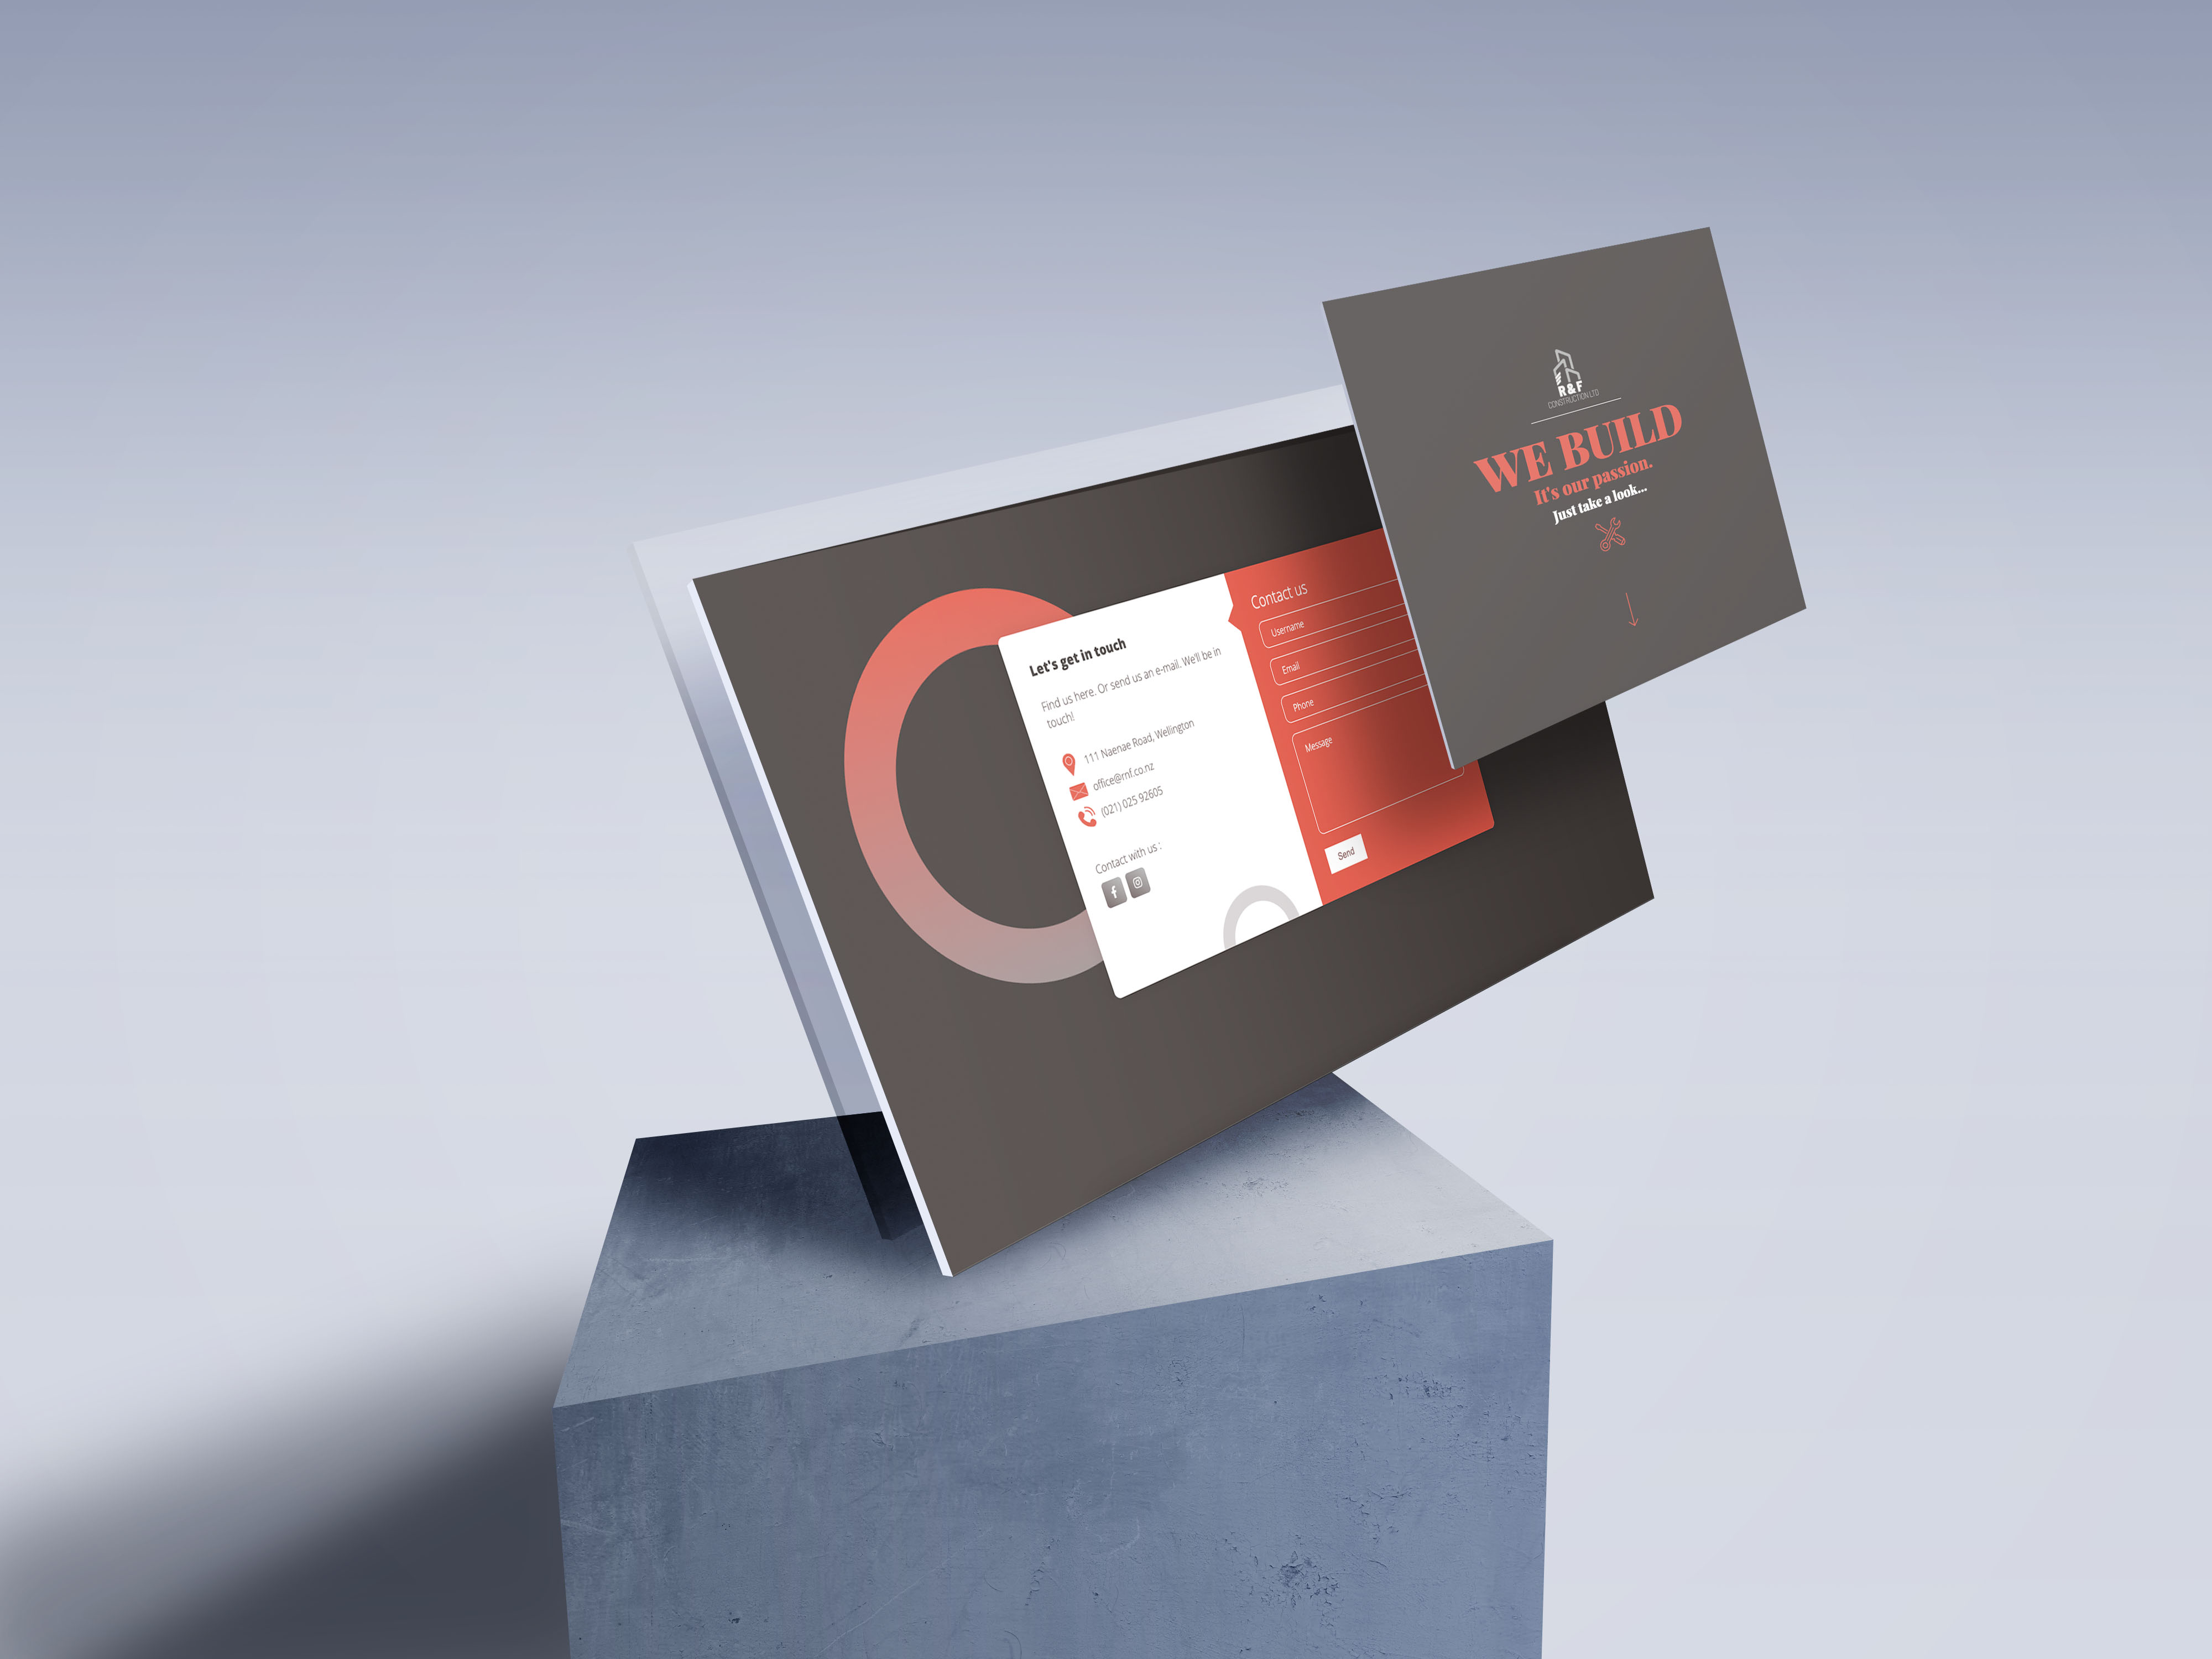 R&F
CONSTRUCTION LTD
WE BUILD
It's our passion.
Just take a look...
Let's get in touch
Find us here. Or send us an e-mail. We'll be in
touch!
111 Naenae Road, Wellington
office@rnf.co.nz
(021) 025 92605
Contact with us :
Contact us
Username
Email
Phone
Message
Send